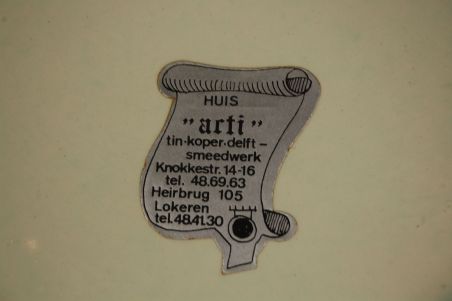 HUIS
"arti"
tin-koper-delft-
smeedwerk
Knokkestr. 14-16
tel. 48.69.63
Heirbrug 105
Lokeren
tel. 48.41.30